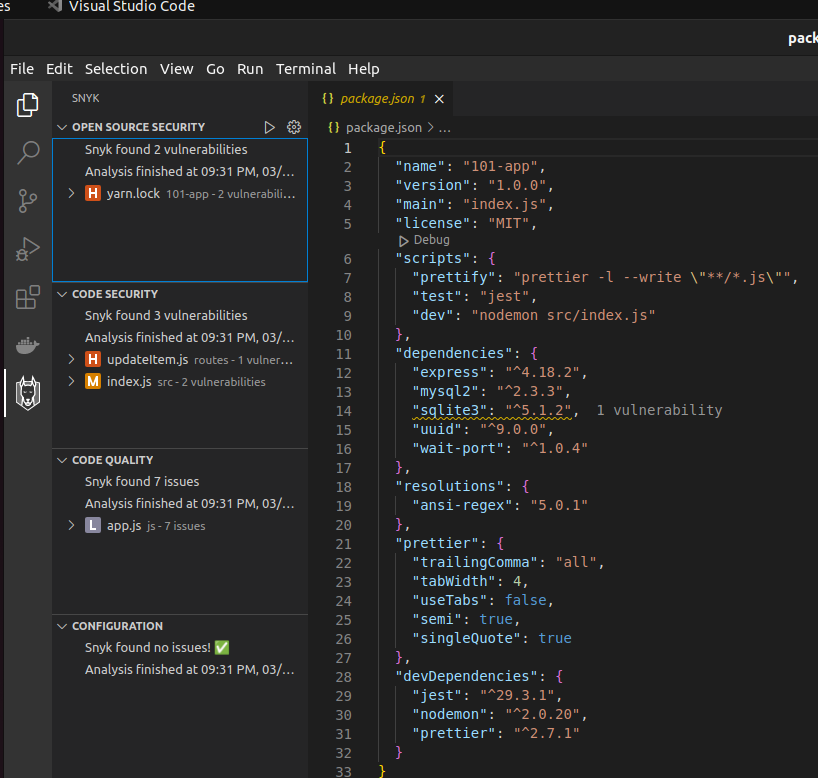 es Visual Studio Code
pack
File Edit Selection View Go Run Terminal Help
SNYK
OPEN SOURCE SECURITY
Snyk found 2 vulnerabilities
Analysis finished at 09:31 PM, 03/...
H yarn.lock 101-app - 2 vulnerabili...
CODE SECURITY
Snyk found 3 vulnerabilities
Analysis finished at 09:31 PM, 03/...
H updateItem.js routes - 1 vulner...
M index.js src - 2 vulnerabilities
CODE QUALITY
Snyk found 7 issues
Analysis finished at 09:31 PM, 03/...
L app.js js - 7 issues
CONFIGURATION
Snyk found no issues! ✅
Analysis finished at 09:31 PM, 03/...
{} package.json 1 ×
{} package.json > ...
1 {
2 "name": "101-app",
3 "version": "1.0.0",
4 "main": "index.js",
5 "license": "MIT",
Debug
6 "scripts": {
7 "prettify": "prettier -l --write \"**/*.js\"",
8 "test": "jest",
9 "dev": "nodemon src/index.js"
10 },
11 "dependencies": {
12 "express": "^4.18.2",
13 "mysql2": "^2.3.3",
14 "sqlite3": "^5.1.2", 1 vulnerability
15 "uuid": "^9.0.0",
16 "wait-port": "^1.0.4"
17 },
18 "resolutions": {
19 "ansi-regex": "5.0.1"
20 },
21 "prettier": {
22 "trailingComma": "all",
23 "tabWidth": 4,
24 "useTabs": false,
25 "semi": true,
26 "singleQuote": true
27 },
28 "devDependencies": {
29 "jest": "^29.3.1",
30 "nodemon": "^2.0.20",
31 "prettier": "^2.7.1"
32 }
33 }